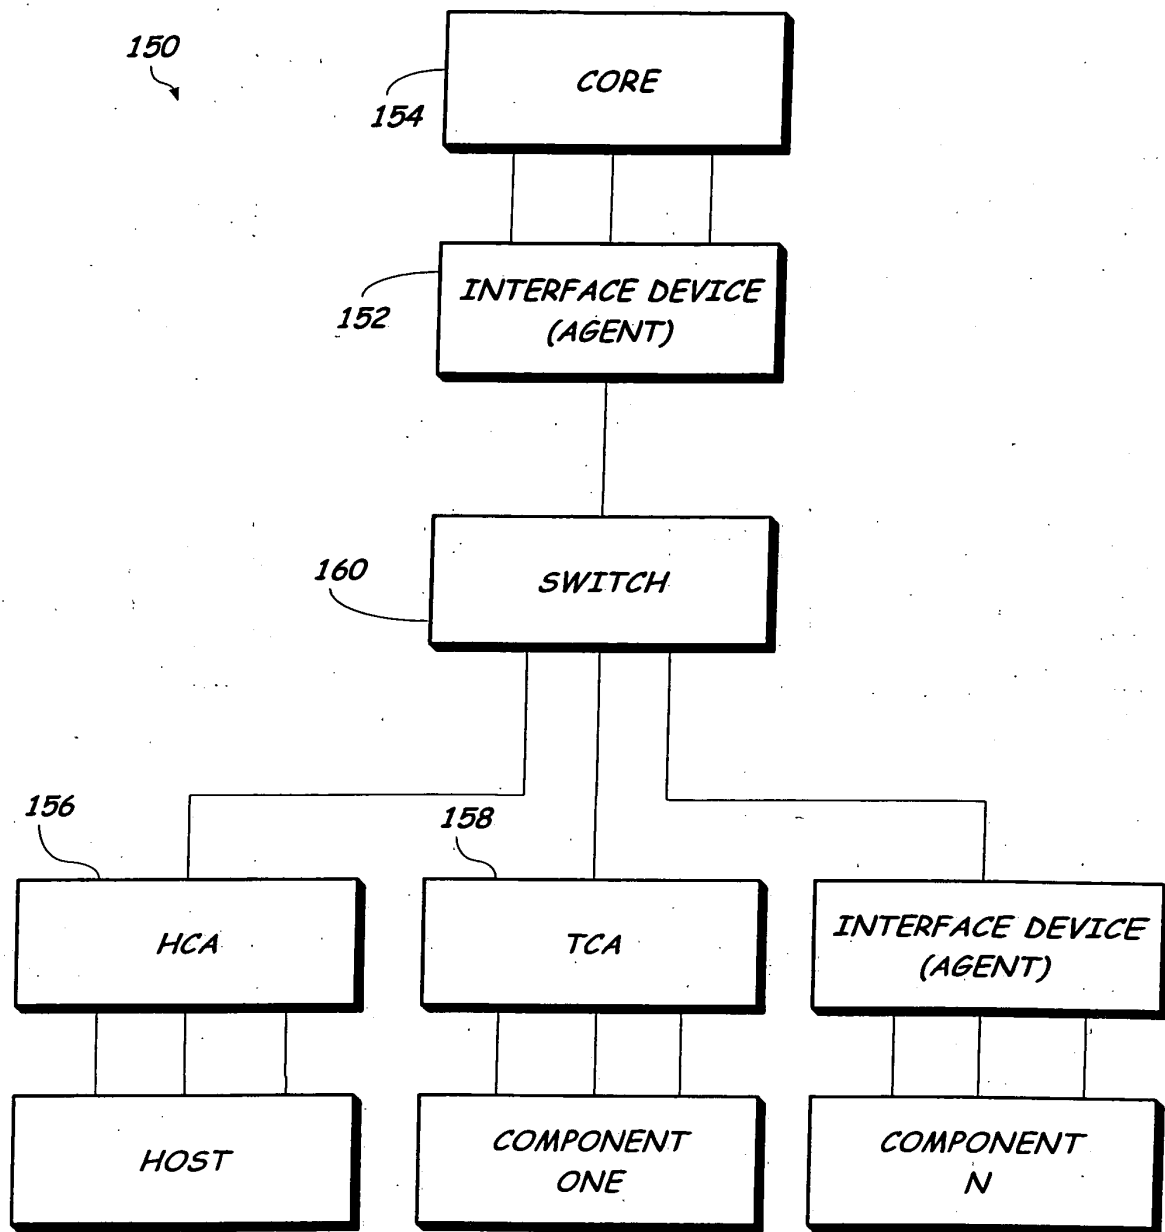 150
CORE
154
INTERFACE DEVICE
(AGENT)
152
SWITCH
160
156
158
HCA
TCA
INTERFACE DEVICE
(AGENT)
HOST
COMPONENT
ONE
COMPONENT
N